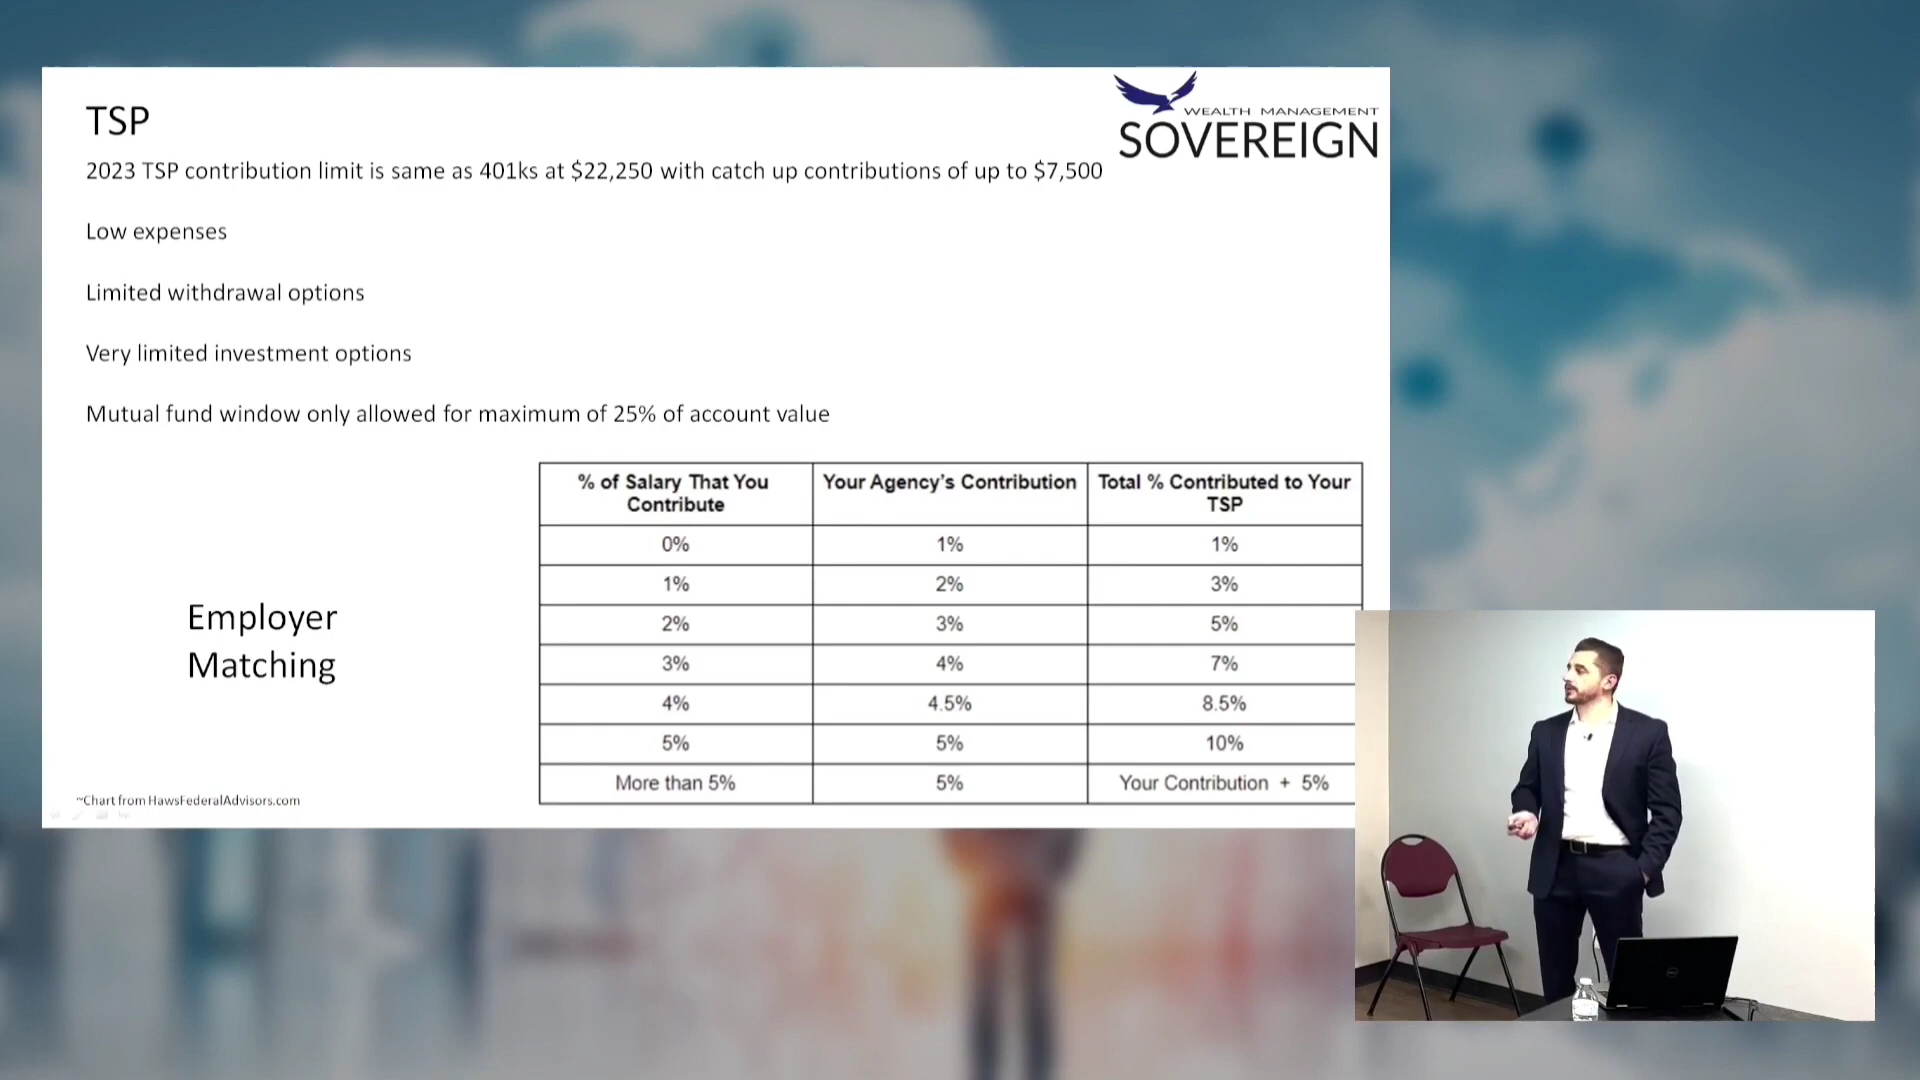 TSP
WEALTH MANAGEMENT
SOVEREIGN
2023 TSP contribution limit is same as 401ks at $22,250 with catch up contributions of up to $7,500
Low expenses
Limited withdrawal options
Very limited investment options
Mutual fund window only allowed for maximum of 25% of account value
Employer
Matching
% of Salary That You Contribute Your Agency's Contribution Total % Contributed to Your TSP
0% 1% 1%
1% 2% 3%
2% 3% 5%
3% 4% 7%
4% 4.5% 8.5%
5% 5% 10%
More than 5% 5% Your Contribution + 5%
~Chart from HawsFederalAdvisors.com